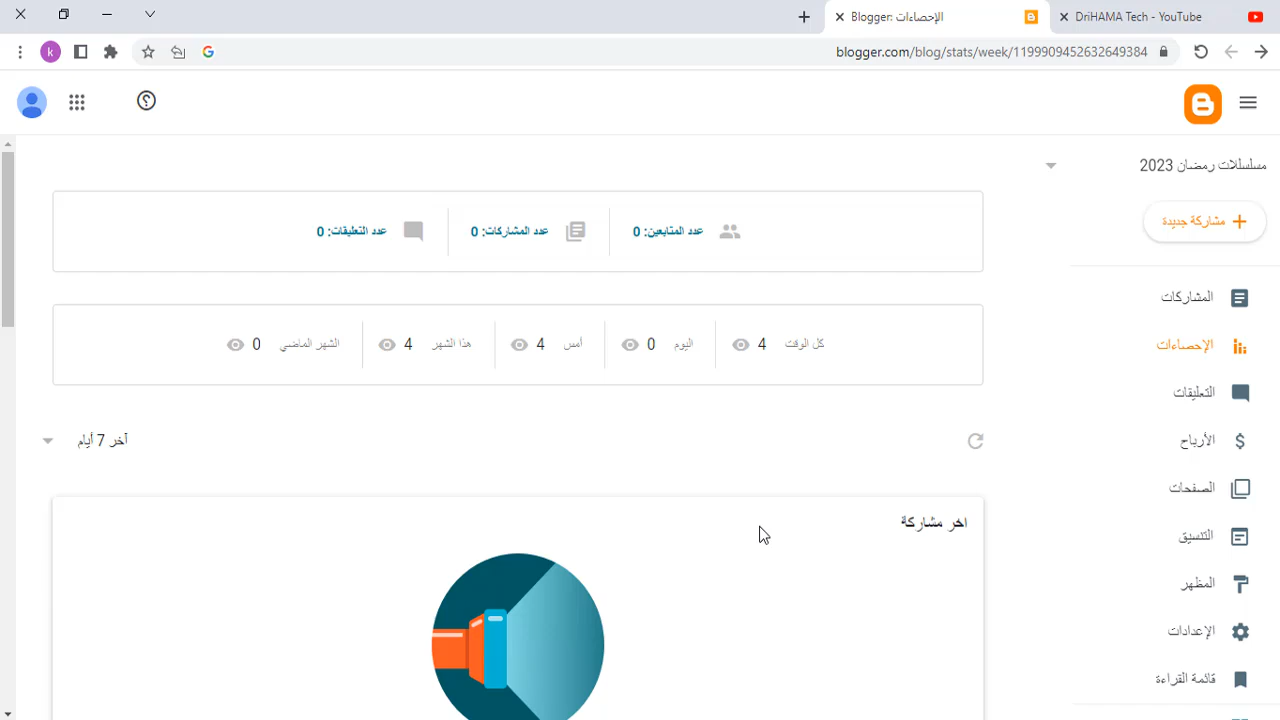 Blogger: الإحصاءات
DriHAMA Tech - YouTube
k
blogger.com/blog/stats/week/1199909452632649384
مسلسلات رمضان 2023
مشاركة جديدة
المشاركات
الإحصاءات
التعليقات
الأرباح
الصفحات
التنسيق
المظهر
الإعدادات
قائمة القراءة
عدد المتابعين: 0
عدد المشاركات: 0
عدد التعليقات: 0
كل الوقت 4
اليوم 0
أمس 4
هذا الشهر 4
الشهر الماضي 0
آخر 7 أيام
اخر مشاركة